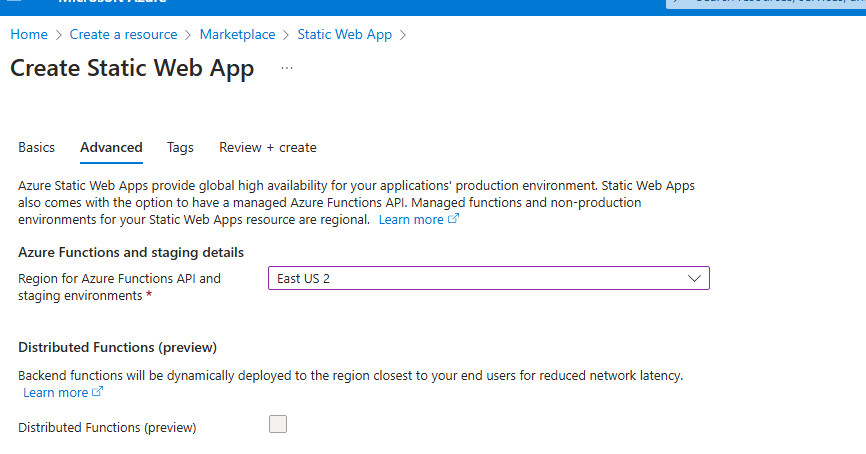 Microsoft Azure
Home > Create a resource > Marketplace > Static Web App >
Create Static Web App ...
Basics Advanced Tags Review + create
Azure Static Web Apps provide global high availability for your applications' production environment. Static Web Apps
also comes with the option to have a managed Azure Functions API. Managed functions and non-production
environments for your Static Web Apps resource are regional. Learn more
Azure Functions and staging details
Region for Azure Functions API and
staging environments *
East US 2
Distributed Functions (preview)
Backend functions will be dynamically deployed to the region closest to your end users for reduced network latency.
Learn more
Distributed Functions (preview)